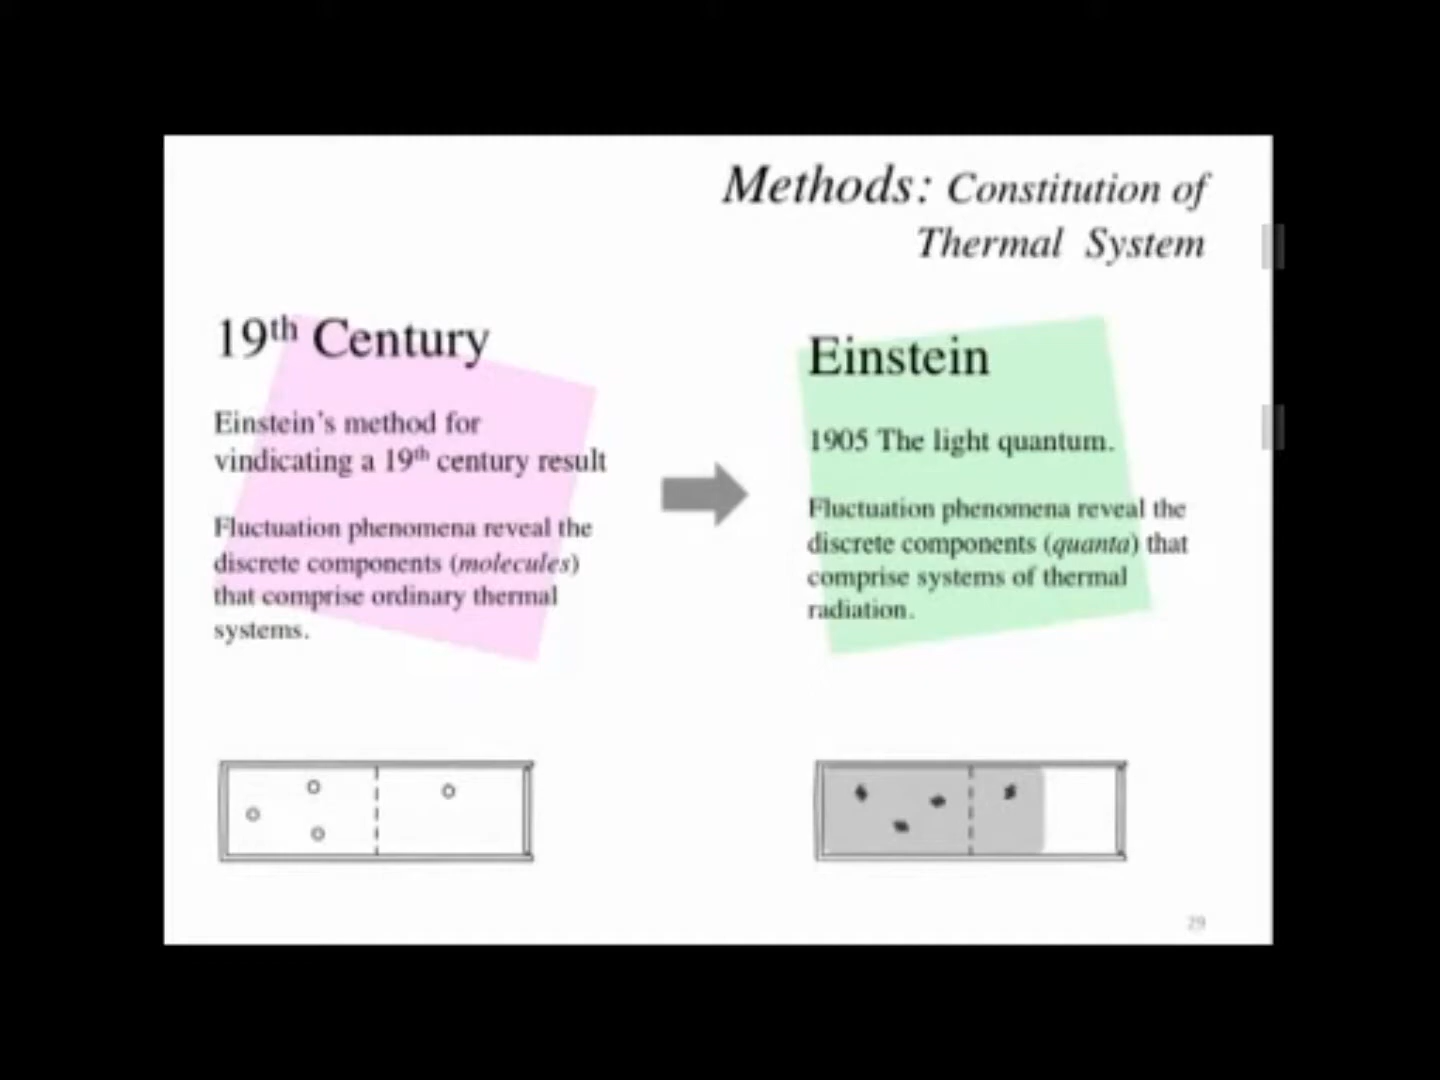 Methods: Constitution of
Thermal System
19th Century
Einstein's method for
vindicating a 19th century result
Fluctuation phenomena reveal the
discrete components (molecules)
that comprise ordinary thermal
systems.
Einstein
1905 The light quantum.
Fluctuation phenomena reveal the
discrete components (quanta) that
comprise systems of thermal
radiation.
29